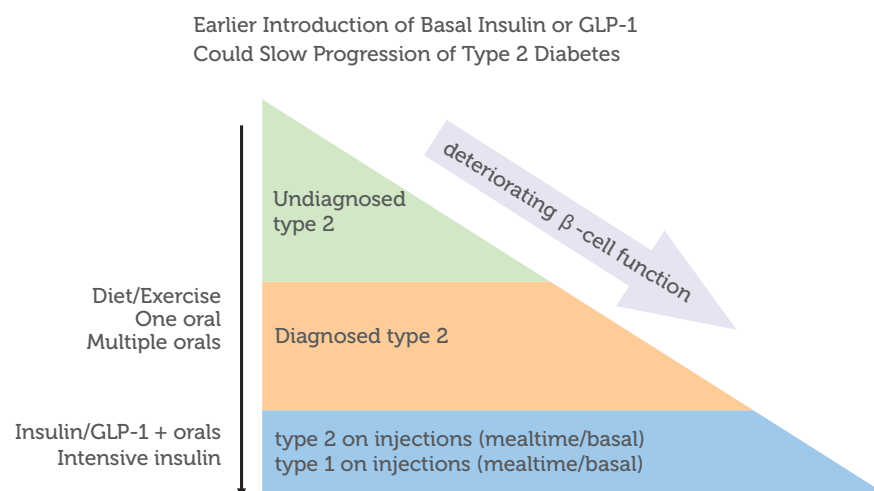 Earlier Introduction of Basal Insulin or GLP-1
Could Slow Progression of Type 2 Diabetes
deteriorating β-cell function
Undiagnosed
type 2
Diet/Exercise
One oral
Multiple orals
Diagnosed type 2
Insulin/GLP-1 + orals
Intensive insulin
type 2 on injections (mealtime/basal)
type 1 on injections (mealtime/basal)